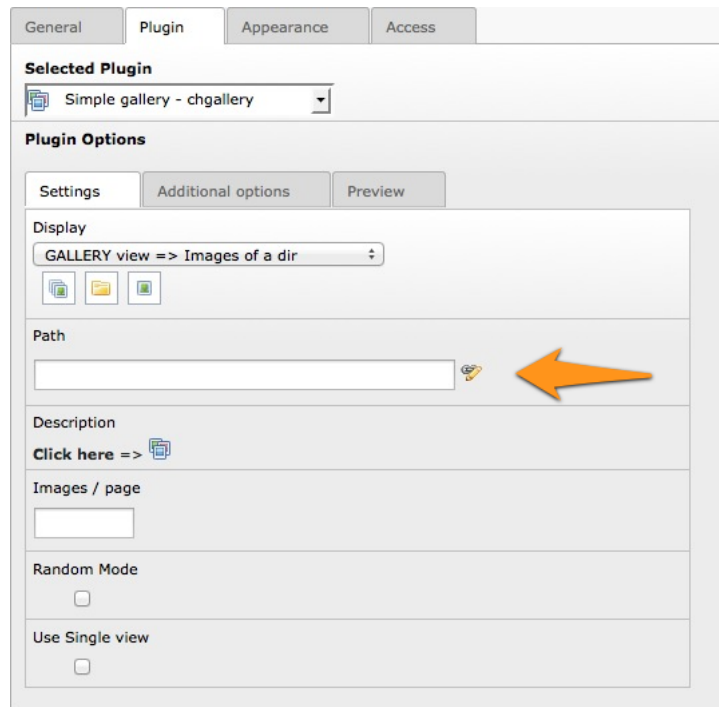 General Plugin Appearance Access
Selected Plugin
Simple gallery - chgallery
Plugin Options
Settings Additional options Preview
Display
GALLERY view => Images of a dir
Path
Description
Click here =>
Images / page
Random Mode
Use Single view